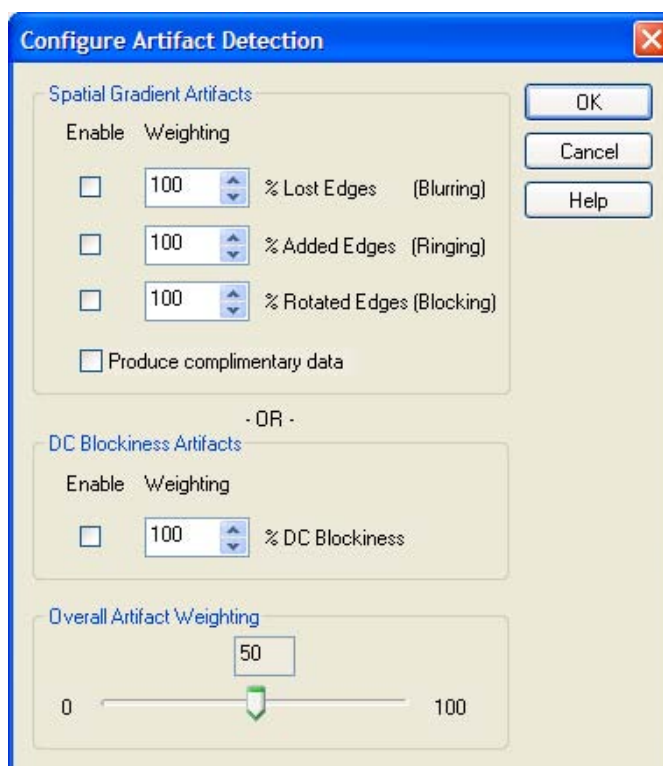 Configure Artifact Detection
Spatial Gradient Artifacts
OK
Enable Weighting
Cancel
100 % Lost Edges (Blurring)
Help
100 % Added Edges (Ringing)
100 % Rotated Edges (Blocking)
Produce complimentary data
- OR -
DC Blockiness Artifacts
Enable Weighting
100 % DC Blockiness
Overall Artifact Weighting
50
0 100